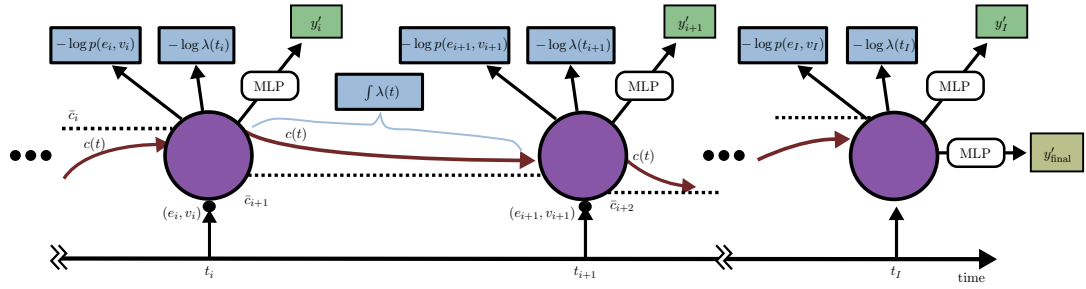 y′_i
y′_{i+1}
y′_I
− log p(e_i, v_i)
− log λ(t_i)
− log p(e_{i+1}, v_{i+1})
− log λ(t_{i+1})
− log p(e_I, v_I)
− log λ(t_I)
MLP
∫ λ(t)
MLP
MLP
c̄_i
c(t)
c(t)
c(t)
MLP
y′_final
c̄_{i+1}
c̄_{i+2}
(e_i, v_i)
(e_{i+1}, v_{i+1})
t_i
t_{i+1}
t_I
time